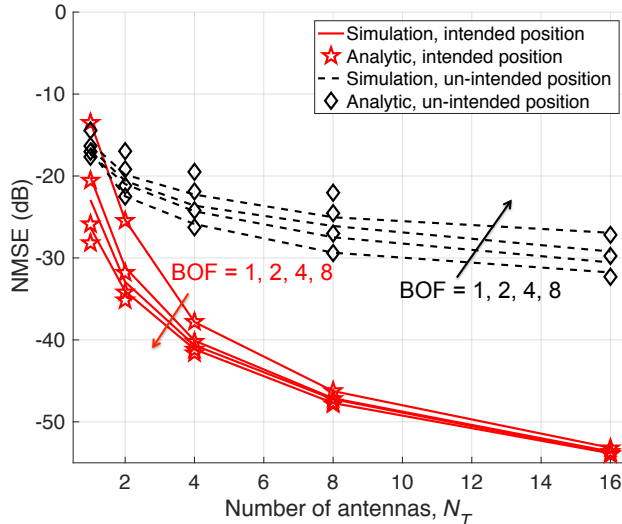 0
-10
-20
-30
-40
-50
NMSE (dB)
Simulation, intended position
Analytic, intended position
Simulation, un-intended position
Analytic, un-intended position
BOF = 1, 2, 4, 8
BOF = 1, 2, 4, 8
2 4 6 8 10 12 14 16
Number of antennas, N_T